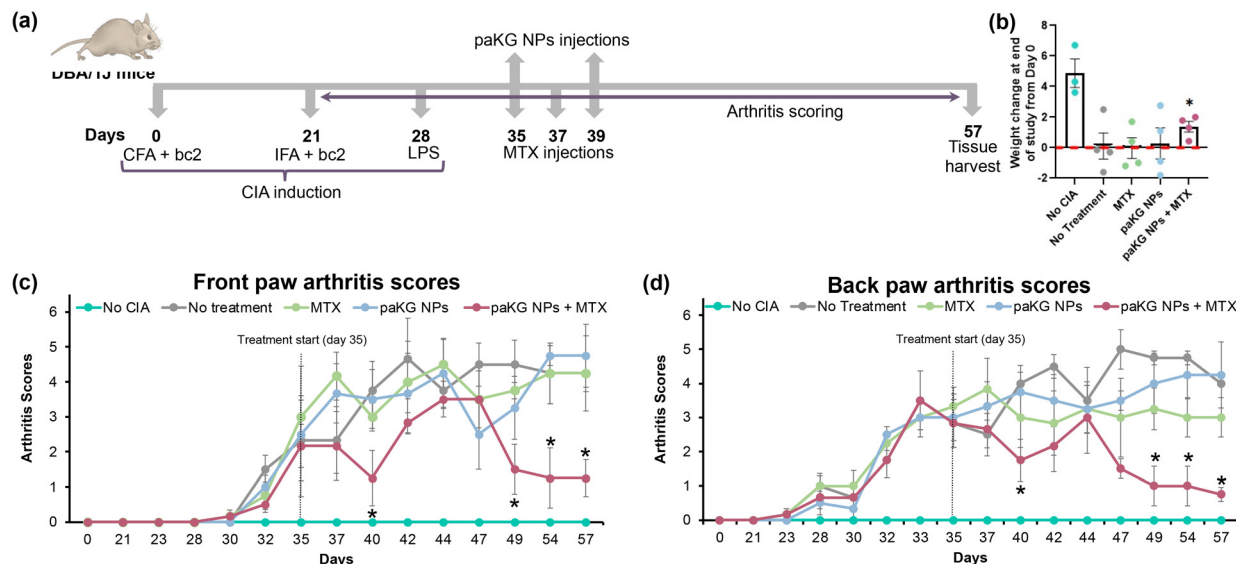 (a)
DBA/1J mice
paKG NPs injections
Arthritis scoring
Days 0 21 28 35 37 39 57
CFA + bc2 IFA + bc2 LPS MTX injections Tissue
harvest
CIA induction
(b)
Weight change at end
of study from Day 0
8
6
4
2
0
-2
*
No CIA
No Treatment
MTX
paKG NPs
paKG NPs + MTX
(c) Front paw arthritis scores
No CIA No treatment MTX paKG NPs paKG NPs + MTX
Treatment start (day 35)
Arthritis Scores
6
5
4
3
2
1
0
* * * *
0 21 23 28 30 32 35 37 40 42 44 47 49 54 57
Days
(d) Back paw arthritis scores
No CIA No Treatment MTX paKG NPs paKG NPs + MTX
Treatment start (day 35)
Arthritis Scores
6
5
4
3
2
1
0
* * * *
0 21 23 28 30 32 33 35 37 40 42 44 47 49 54 57
Days